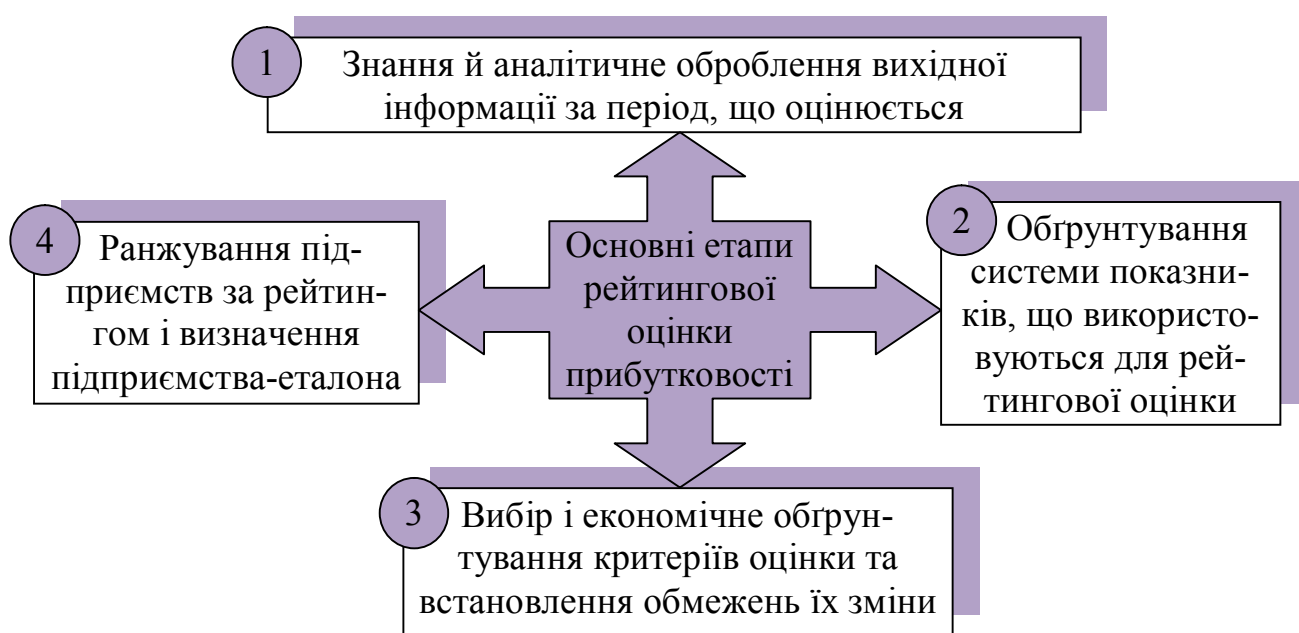 1
Знання й аналітичне оброблення вихідної
інформації за період, що оцінюється
Основні етапи
рейтингової
оцінки
прибутковості
2
Обґрунтування
системи показни-
ків, що використо-
вуються для рей-
тингової оцінки
3
Вибір і економічне обґрун-
тування критеріїв оцінки та
встановлення обмежень їх зміни
4
Ранжування під-
приємств за рейтин-
гом і визначення
підприємства-еталона